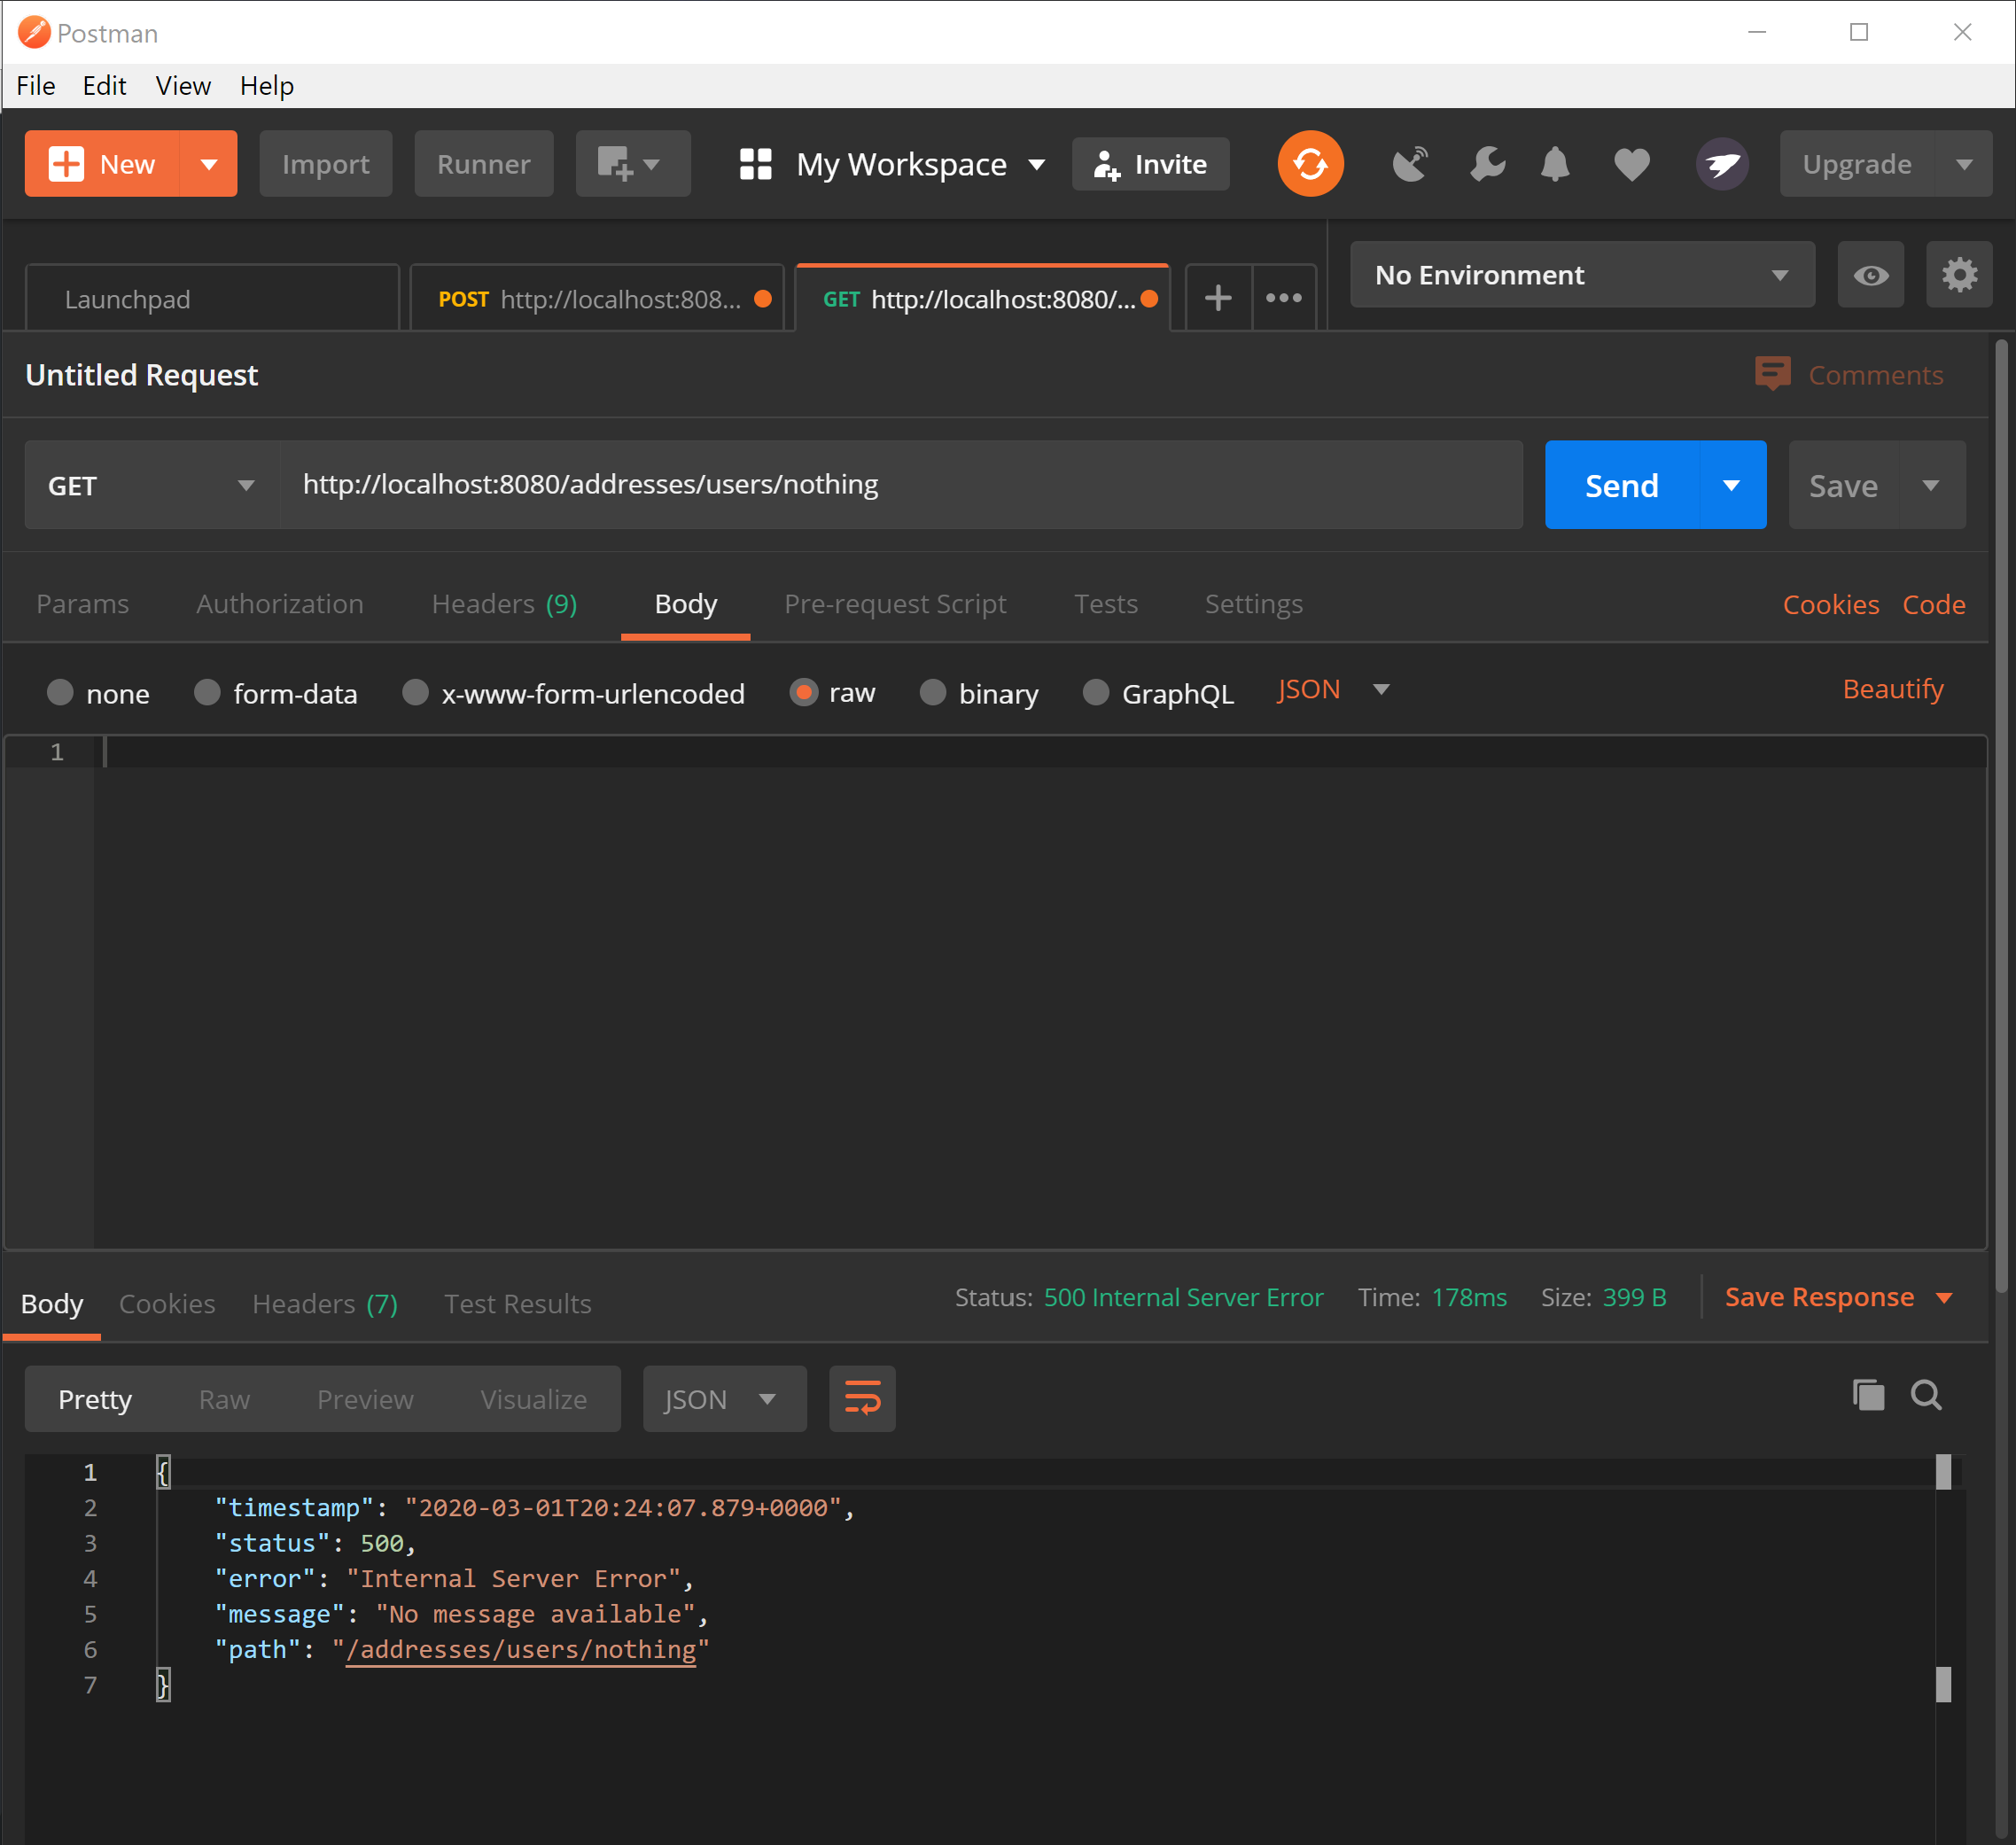 Postman
File Edit View Help
New Import Runner My Workspace Invite Upgrade
Launchpad POST http://localhost:808... GET http://localhost:8080/... No Environment
Untitled Request Comments
GET http://localhost:8080/addresses/users/nothing Send Save
Params Authorization Headers (9) Body Pre-request Script Tests Settings Cookies Code
none form-data x-www-form-urlencoded raw binary GraphQL JSON Beautify
1
Body Cookies Headers (7) Test Results Status: 500 Internal Server Error Time: 178ms Size: 399 B Save Response
Pretty Raw Preview Visualize JSON
1 {
2 "timestamp": "2020-03-01T20:24:07.879+0000",
3 "status": 500,
4 "error": "Internal Server Error",
5 "message": "No message available",
6 "path": "/addresses/users/nothing"
7 }